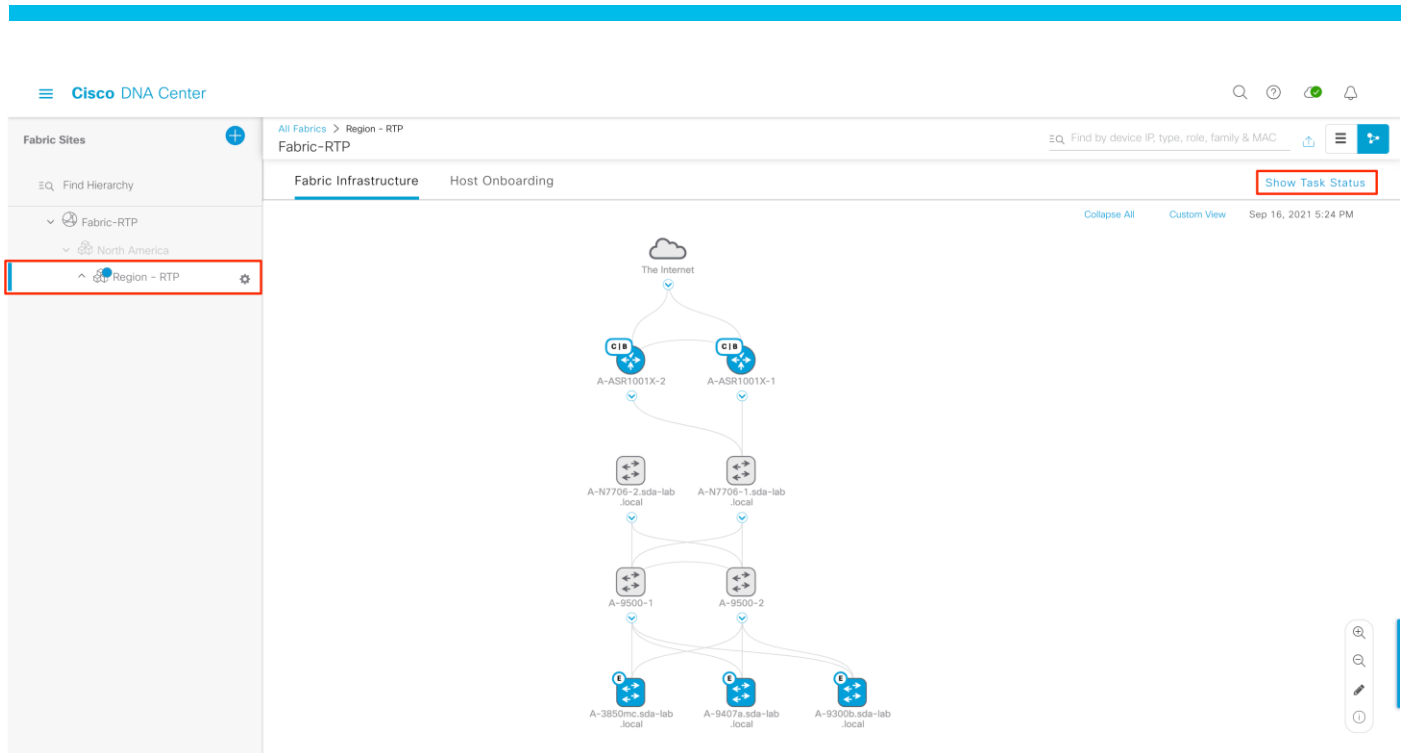 Cisco DNA Center
Fabric Sites
All Fabrics > Region - RTP
Fabric-RTP
Find by device IP, type, role, family & MAC
Find Hierarchy
Fabric Infrastructure
Host Onboarding
Show Task Status
Fabric-RTP
North America
Region - RTP
Collapse All
Custom View
Sep 16, 2021 5:24 PM
The Internet
C|B
C|B
A-ASR1001X-2
A-ASR1001X-1
A-N7706-2.sda-lab
.local
A-N7706-1.sda-lab
.local
A-9500-1
A-9500-2
E
E
E
A-3850mc.sda-lab
.local
A-9407a.sda-lab
.local
A-9300b.sda-lab
.local